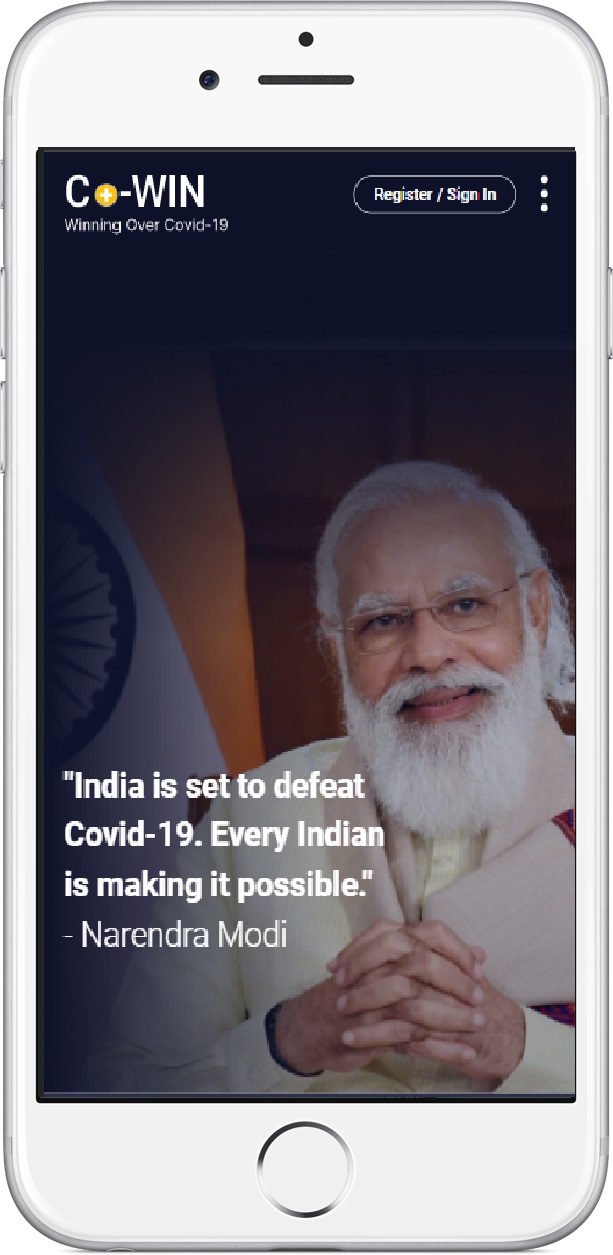 Co-WIN
Winning Over Covid-19
Register / Sign In
"India is set to defeat
Covid-19. Every Indian
is making it possible."
- Narendra Modi